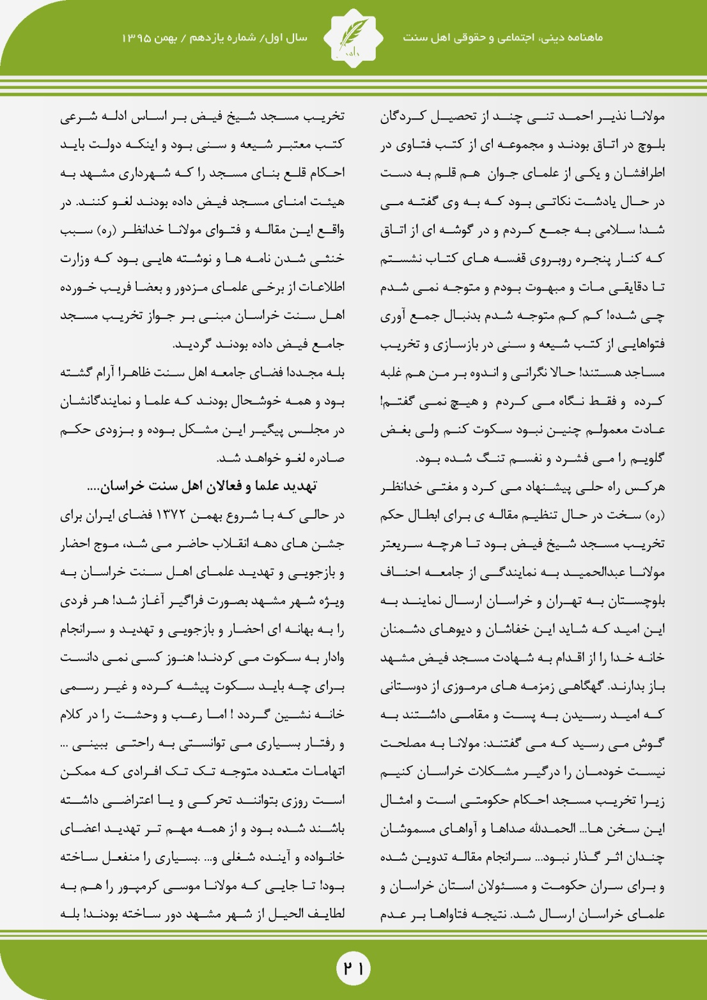 ماهنامه دینی، اجتماعی و حقوقی اهل سنت
سال اول/ شماره یازدهم / بهمن ۱۳۹۵
مولانا نذیر احمد تنی چند از تحصیل کردگان
بلوچ در اتاق بودند و مجموعه ای از کتب فتاوی در
اطرافشان و یکی از علمای جوان هم قلم به دست
در حال یادشت نکاتی بود که به وی گفته می
شد! سلامی به جمع کردم و در گوشه ای از اتاق
که کنار پنجره روبروی قفسه های کتاب نشستم
تا دقایقی مات و مبهوت بودم و متوجه نمی شدم
چی شده! کم کم متوجه شدم بدنبال جمع آوری
فتواهایی از کتب شیعه و سنی در بازسازی و تخریب
مساجد هستند! حالا نگرانی و اندوه بر من هم غلبه
کرده و فقط نگاه می کردم و هیچ نمی گفتم!
عادت معمولم چنین نبود سکوت کنم ولی بغض
گلویم را می فشرد و نفسم تنگ شده بود.
هرکس راه حلی پیشنهاد می کرد و مفتی خدانظر
(ره) سخت در حال تنظیم مقاله ی برای ابطال حکم
تخریب مسجد شیخ فیض بود تا هرچه سریعتر
مولانا عبدالحمید به نمایندگی از جامعه احناف
بلوچستان به تهران و خراسان ارسال نمایند به
این امید که شاید این خفاشان و دیوهای دشمنان
خانه خدا را از اقدام به شهادت مسجد فیض مشهد
باز بدارند. گهگاهی زمزمه های مرموزی از دوستانی
که امید رسیدن به پست و مقامی داشتند به
گوش می رسید که می گفتند: مولانا به مصلحت
نیست خودمان را درگیر مشکلات خراسان کنیم
زیرا تخریب مسجد احکام حکومتی است و امثال
این سخن ها... الحمدلله صداها و آواهای مسموشان
چندان اثر گذار نبود... سرانجام مقاله تدوین شده
و برای سران حکومت و مسئولان استان خراسان و
علمای خراسان ارسال شد. نتیجه فتاواها بر عدم
تخریب مسجد شیخ فیض بر اساس ادله شرعی
کتب معتبر شیعه و سنی بود و اینکه دولت باید
احکام قلع بنای مسجد را که شهرداری مشهد به
هیئت امنای مسجد فیض داده بودند لغو کنند. در
واقع این مقاله و فتوای مولانا خدانظر (ره) سبب
خنثی شدن نامه ها و نوشته هایی بود که وزارت
اطلاعات از برخی علمای مزدور و بعضا فریب خورده
اهل سنت خراسان مبنی بر جواز تخریب مسجد
جامع فیض داده بودند گردید.
بله مجددا فضای جامعه اهل سنت ظاهرا آرام گشته
بود و همه خوشحال بودند که علما و نمایندگانشان
در مجلس پیگیر این مشکل بوده و بزودی حکم
صادره لغو خواهد شد.
تهدید علما و فعالان اهل سنت خراسان....
در حالی که با شروع بهمن ۱۳۷۲ فضای ایران برای
جشن های دهه انقلاب حاضر می شد، موج احضار
و بازجویی و تهدید علمای اهل سنت خراسان به
ویژه شهر مشهد بصورت فراگیر آغاز شد! هر فردی
را به بهانه ای احضار و بازجویی و تهدید و سرانجام
وادار به سکوت می کردند! هنوز کسی نمی دانست
برای چه باید سکوت پیشه کرده و غیر رسمی
خانه نشین گردد ! اما رعب و وحشت را در کلام
و رفتار بسیاری می توانستی به راحتی ببینی ...
اتهامات متعدد متوجه تک تک افرادی که ممکن
است روزی بتوانند تحرکی و یا اعتراضی داشته
باشند شده بود و از همه مهم تر تهدید اعضای
خانواده و آینده شغلی و... .بسیاری را منفعل ساخته
بود! تا جایی که مولانا موسی کرمپور را هم به
لطایف الحیل از شهر مشهد دور ساخته بودند! بله
۲۱